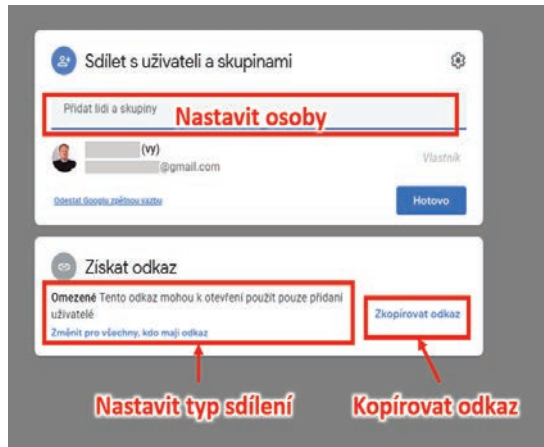 Sdílet s uživateli a skupinami
Přidat lidi a skupiny
Nastavit osoby
(vy)
@gmail.com
Vlastník
Odeslat Googlu zpětnou vazbu
Hotovo
Získat odkaz
Omezené Tento odkaz mohou k otevření použít pouze přidaní
uživatelé
Zkopírovat odkaz
Změnit pro všechny, kdo mají odkaz
Nastavit typ sdílení
Kopírovat odkaz